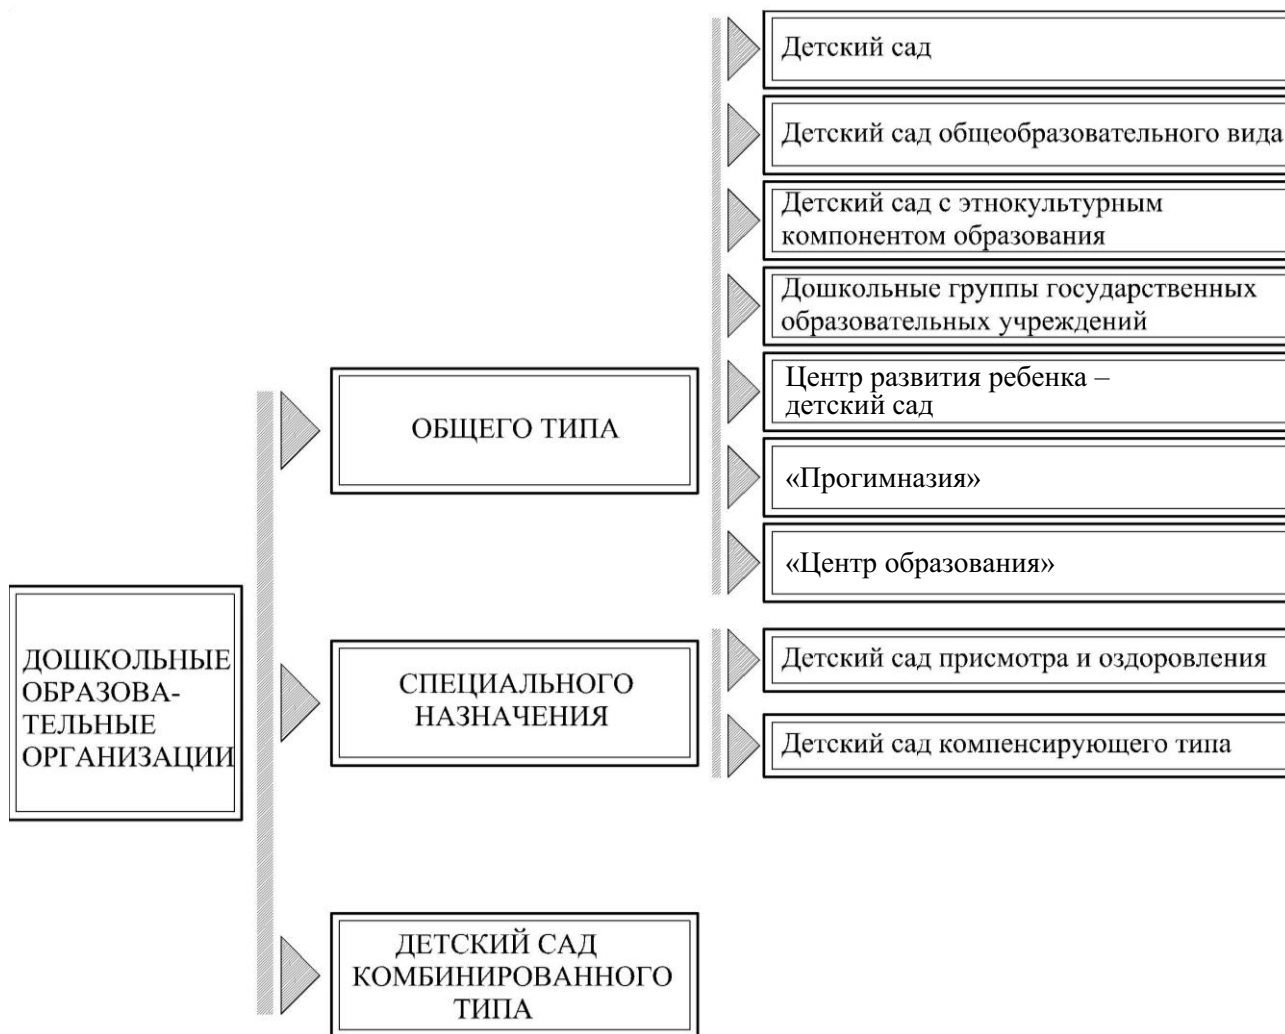 ДОШКОЛЬНЫЕ
ОБРАЗОВА-
ТЕЛЬНЫЕ
ОРГАНИЗАЦИИ
ОБЩЕГО ТИПА
Детский сад
Детский сад общеобразовательного вида
Детский сад с этнокультурным
компонентом образования
Дошкольные группы государственных
образовательных учреждений
Центр развития ребенка –
детский сад
«Прогимназия»
«Центр образования»
СПЕЦИАЛЬНОГО
НАЗНАЧЕНИЯ
Детский сад присмотра и оздоровления
Детский сад компенсирующего типа
ДЕТСКИЙ САД
КОМБИНИРОВАННОГО
ТИПА